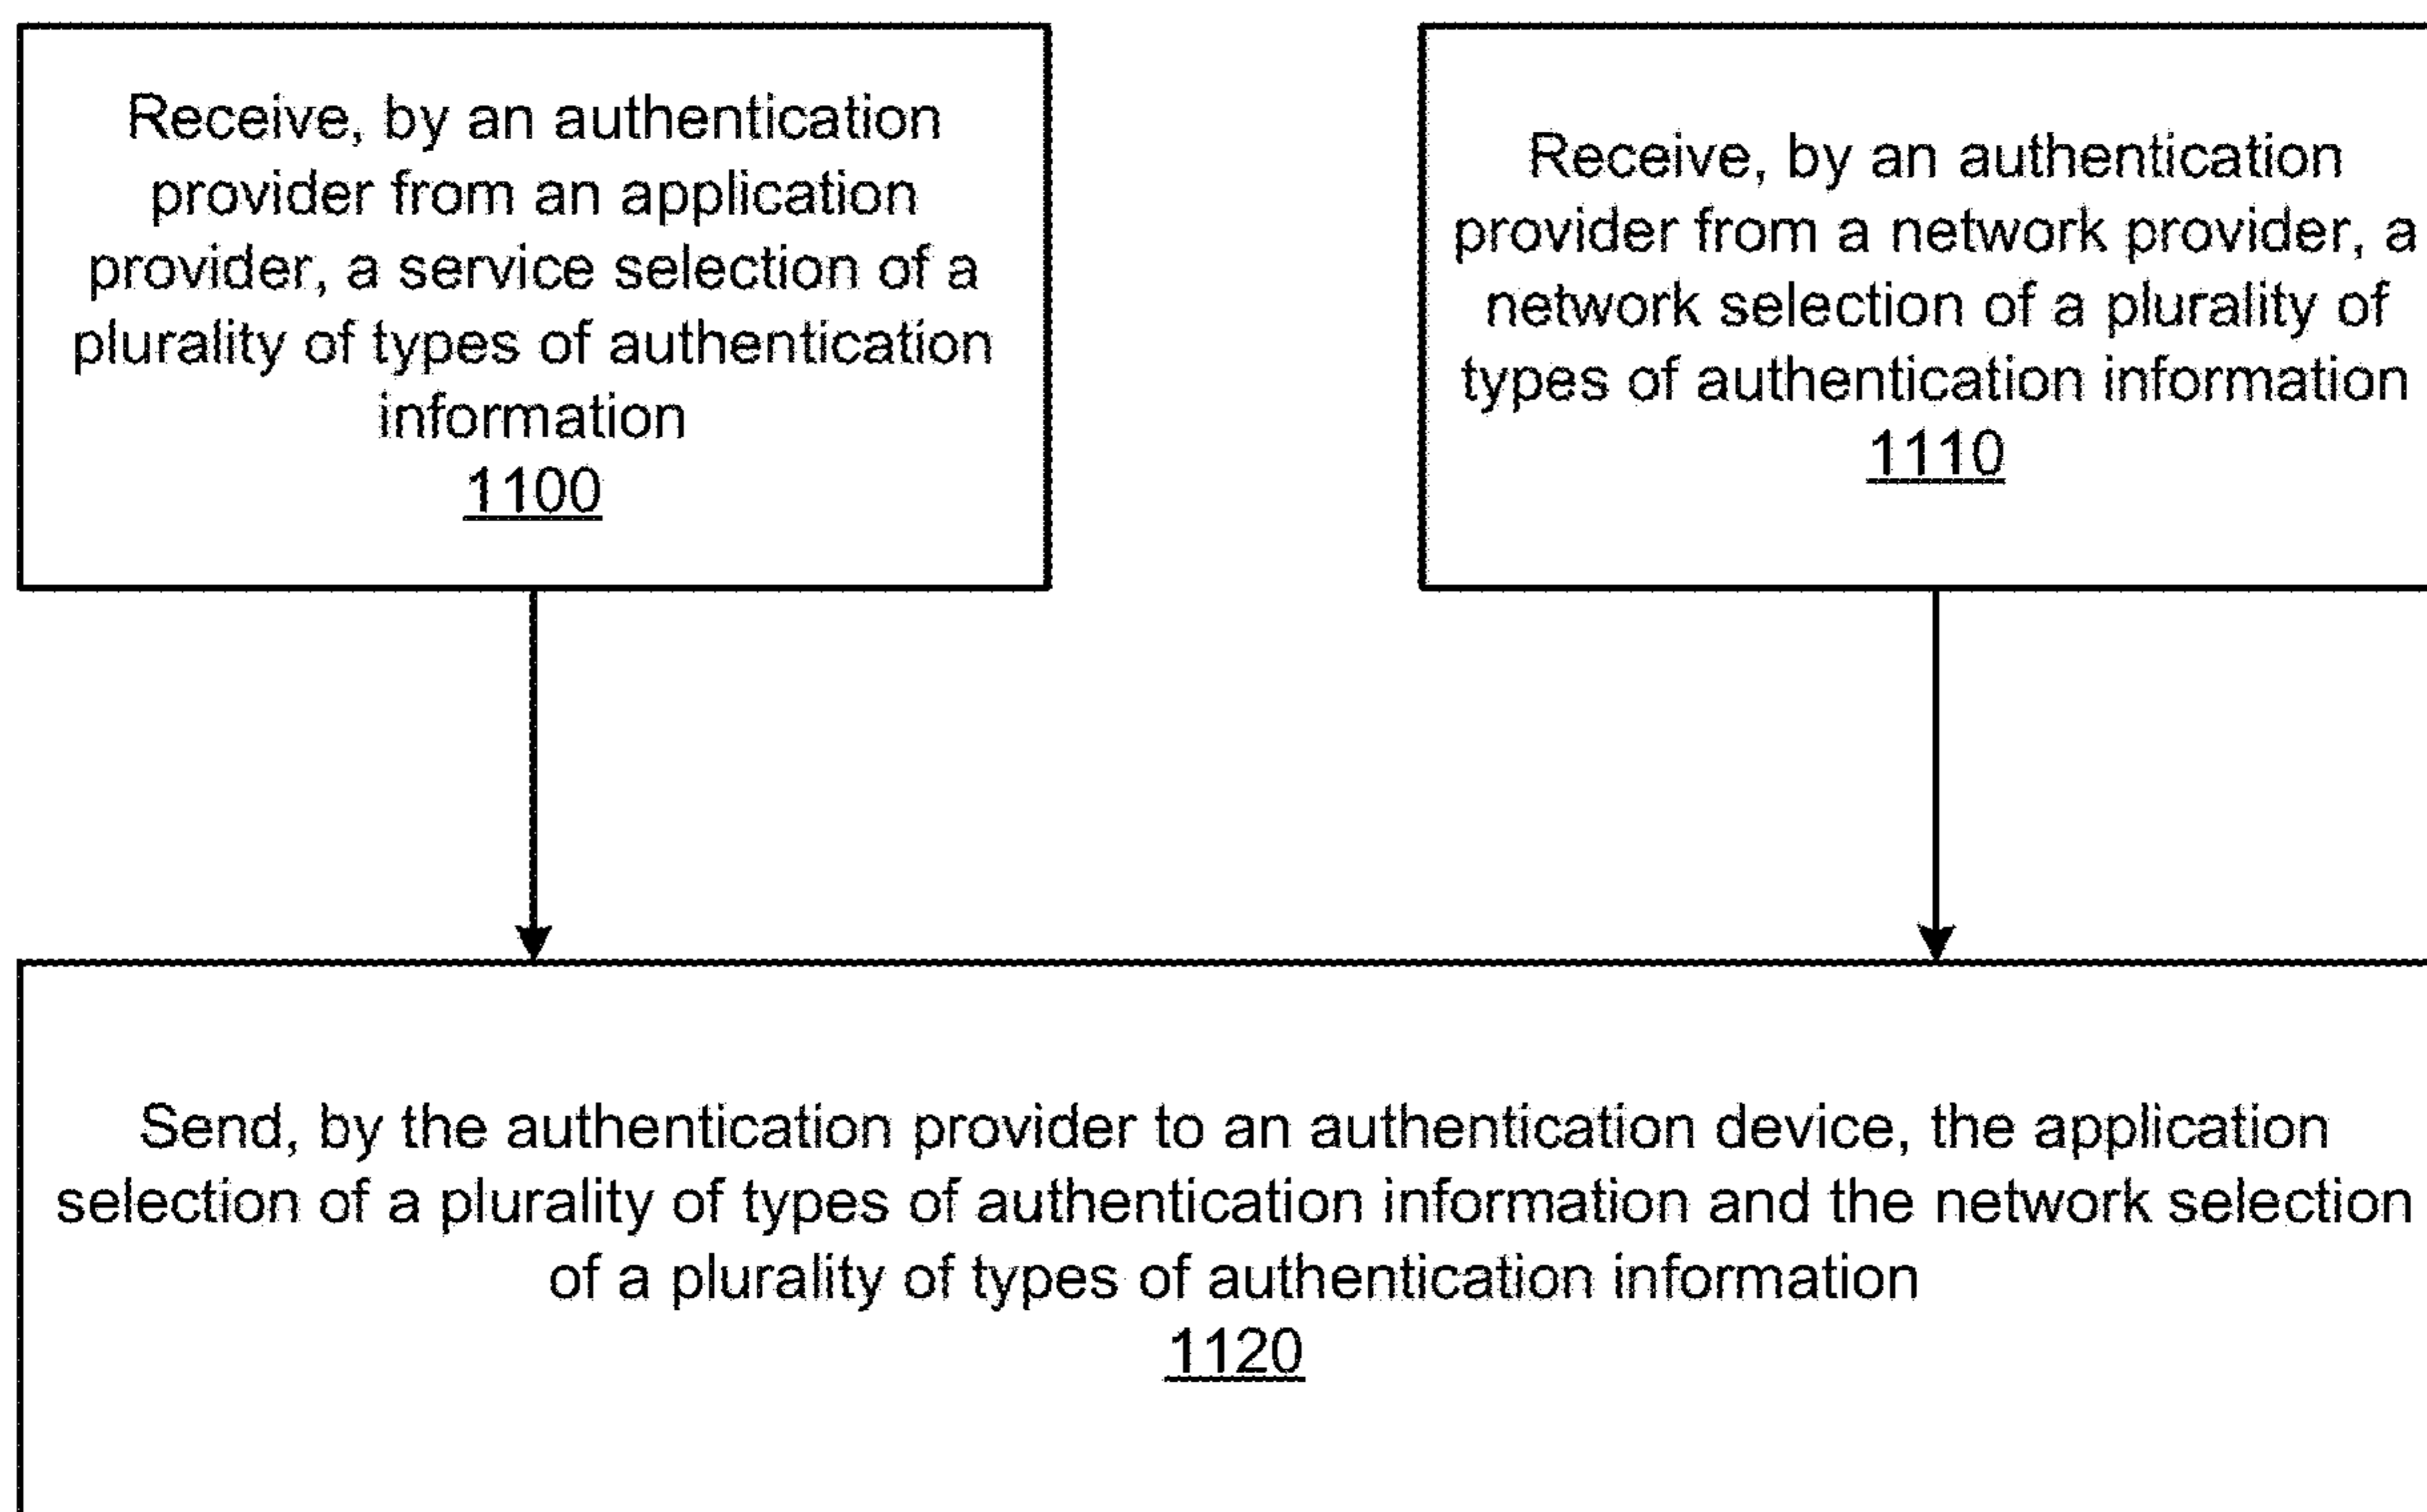 Receive, by an authentication
provider from an application
provider, a service selection of a
plurality of types of authentication
information
1100
Receive, by an authentication
provider from a network provider, a
network selection of a plurality of
types of authentication information
1110
Send, by the authentication provider to an authentication device, the application
selection of a plurality of types of authentication information and the network selection
of a plurality of types of authentication information
1120